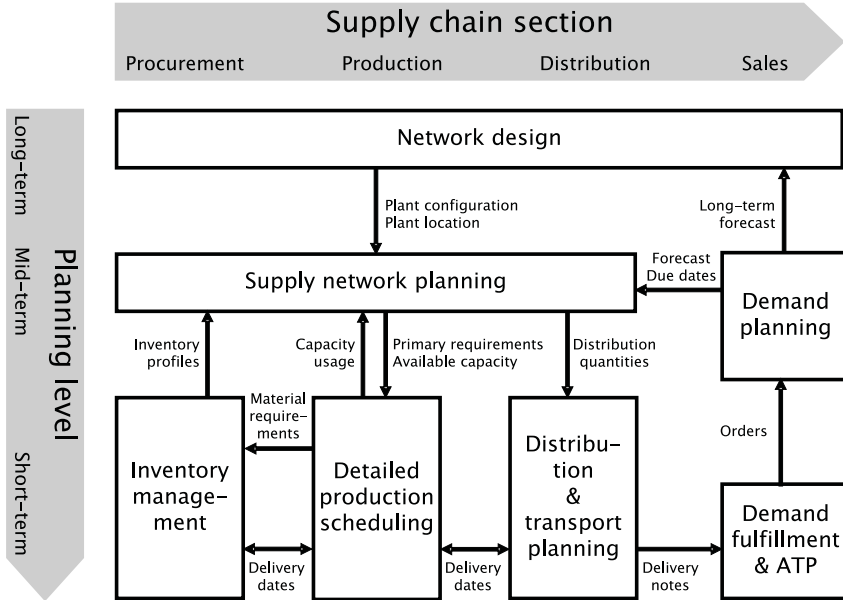 Supply chain section
Procurement
Production
Distribution
Sales
Planning level
Long-term
Mid-term
Short-term
Network design
Plant configuration
Plant location
Long-term
forecast
Supply network planning
Forecast
Due dates
Demand
planning
Inventory
profiles
Capacity
usage
Primary requirements
Available capacity
Distribution
quantities
Material
require-
ments
Orders
Inventory
manage-
ment
Detailed
production
scheduling
Distribu-
tion
&
transport
planning
Demand
fulfillment
& ATP
Delivery
dates
Delivery
dates
Delivery
notes